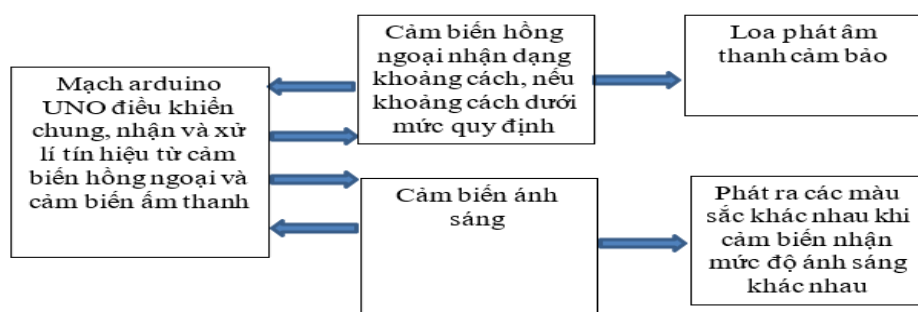 Mạch arduino
UNO điều khiển
chung, nhận và xử
lí tín hiệu từ cảm
biến hồng ngoại và
cảm biến ấm thanh
Cảm biến hồng
ngoại nhận dạng
khoảng cách, nếu
khoảng cách dưới
mức quy định
Loa phát âm
thanh cảm bảo
Cảm biến ánh
sáng
Phát ra các màu
sắc khác nhau khi
cảm biến nhận
mức độ ánh sáng
khác nhau